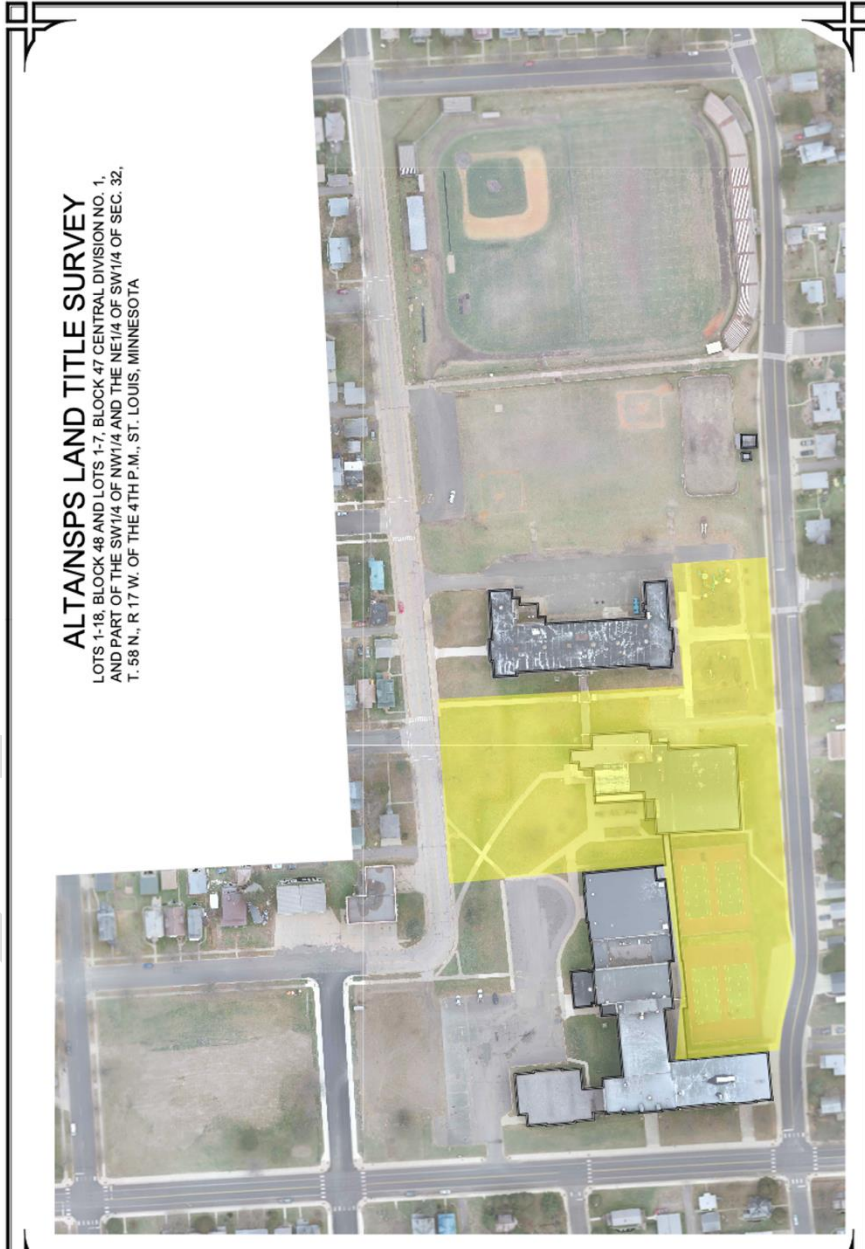 ALTA/NSPS LAND TITLE SURVEY
LOTS 1-18, BLOCK 48 AND LOTS 1-7, BLOCK 47 CENTRAL DIVISION NO. 1,
AND PART OF THE SW1/4 OF NW1/4 AND THE NE1/4 OF SW1/4 OF SEC. 32,
T. 58 N., R 17 W. OF THE 4TH P.M., ST. LOUIS, MINNESOTA